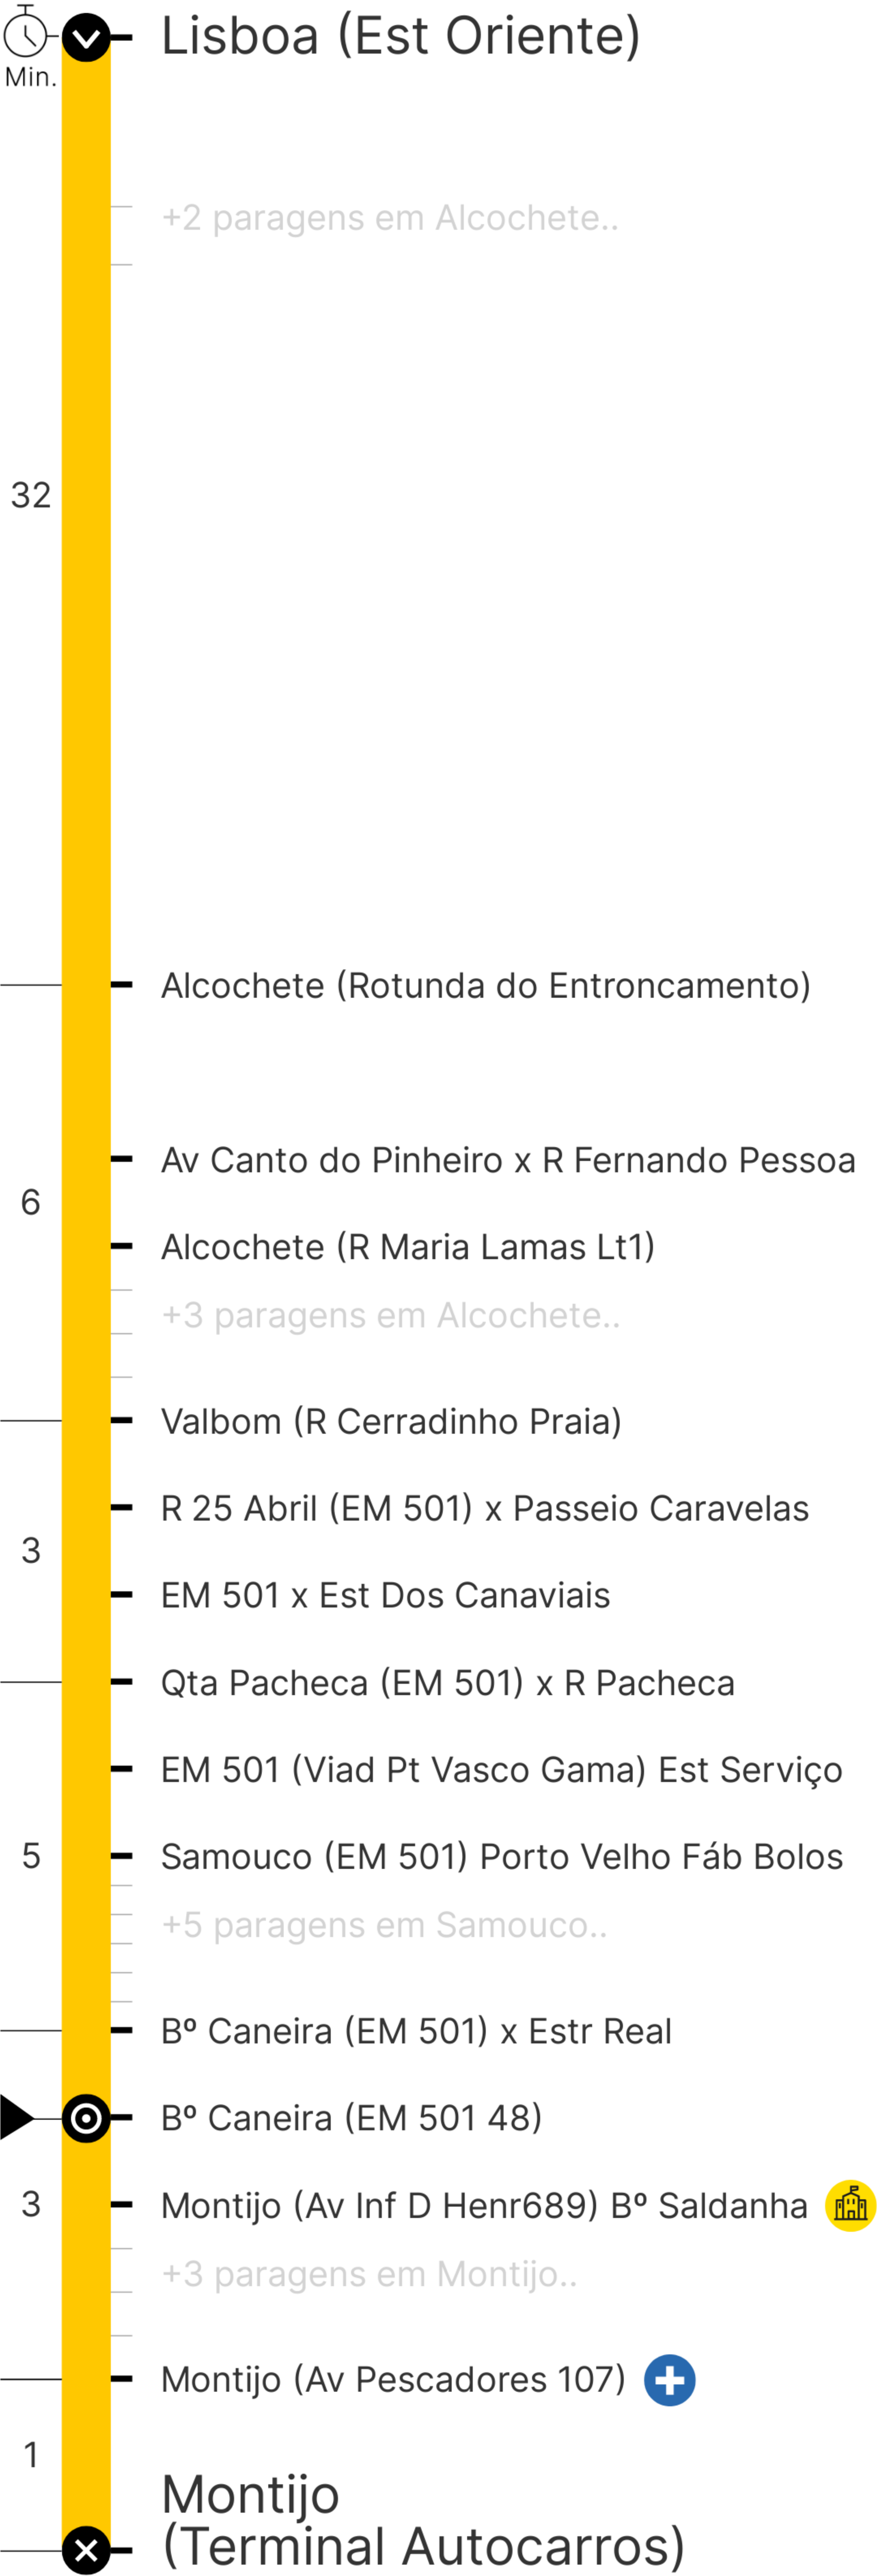 Lisboa (Est Oriente)
Min.
+2 paragens em Alcochete..
32
Alcochete (Rotunda do Entroncamento)
Av Canto do Pinheiro x R Fernando Pessoa
6
Alcochete (R Maria Lamas Lt1)
+3 paragens em Alcochete..
Valbom (R Cerradinho Praia)
R 25 Abril (EM 501) x Passeio Caravelas
3
EM 501 x Est Dos Canaviais
Qta Pacheca (EM 501) x R Pacheca
EM 501 (Viad Pt Vasco Gama) Est Serviço
5
Samouco (EM 501) Porto Velho Fáb Bolos
+5 paragens em Samouco..
Bº Caneira (EM 501) x Estr Real
Bº Caneira (EM 501 48)
3
Montijo (Av Inf D Henr689) Bº Saldanha
+3 paragens em Montijo..
Montijo (Av Pescadores 107)
1
Montijo
(Terminal Autocarros)